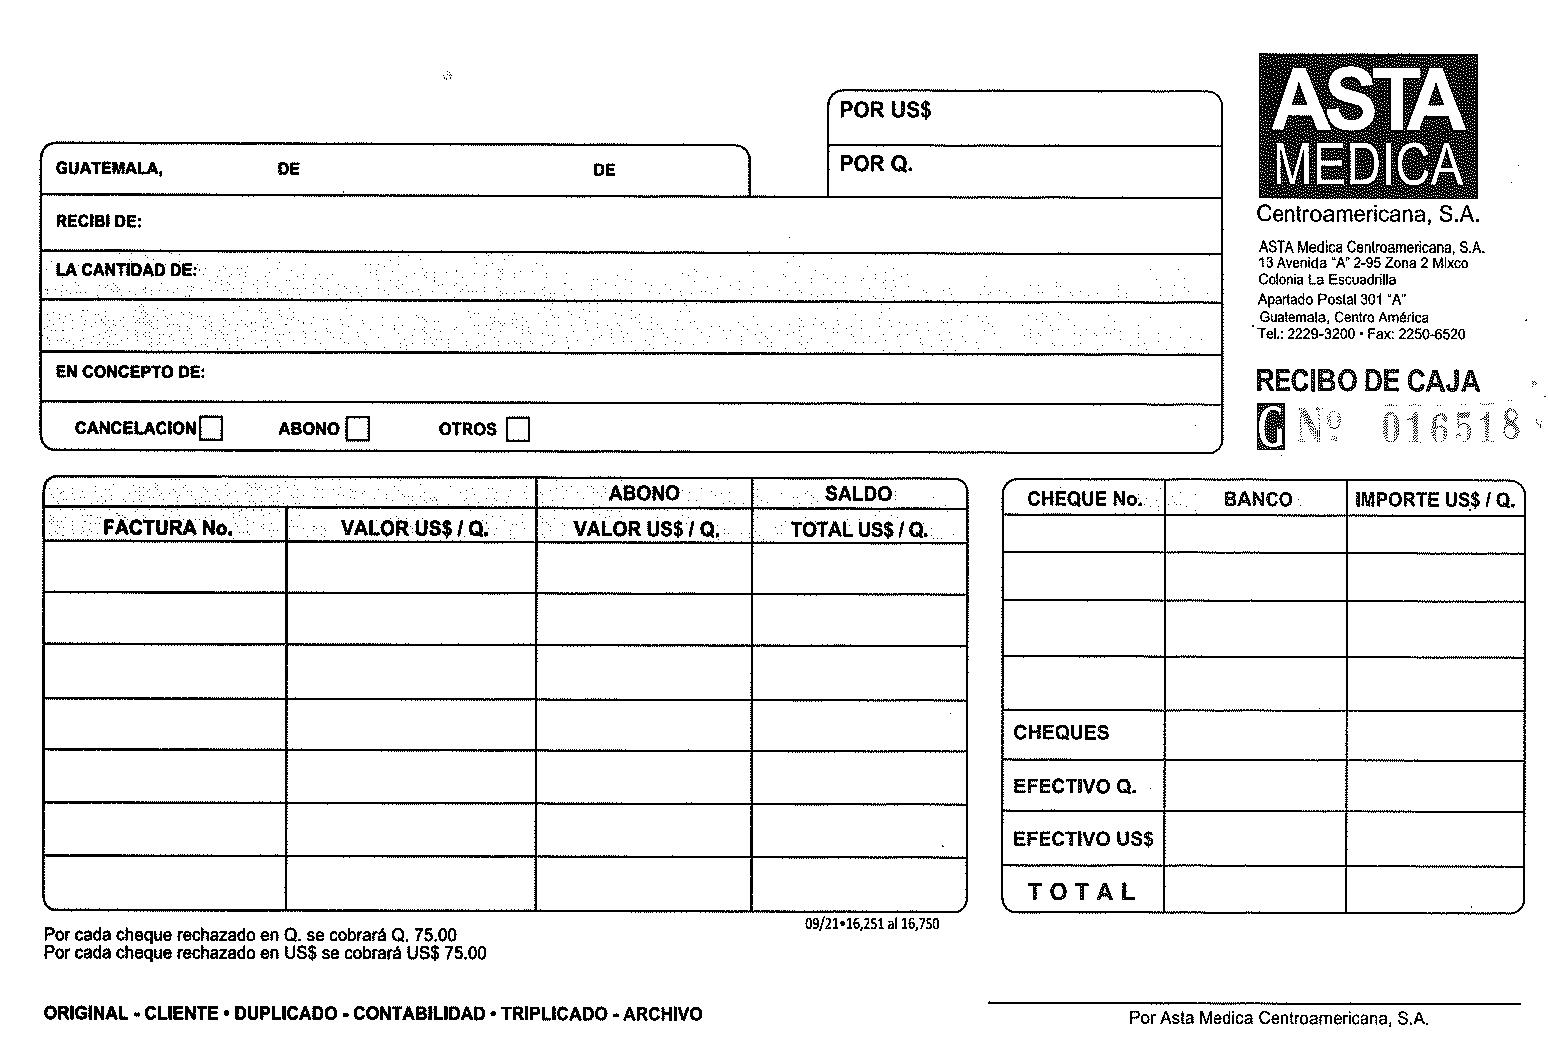 ASTA
MEDICA
Centroamericana, S.A.
ASTA Medica Centroamericana, S.A.
13 Avenida "A" 2-95 Zona 2 Mixco
Colonia La Escuadrilla
Apartado Postal 301 "A"
Guatemala, Centro América
Tel.: 2229-3200 • Fax: 2250-6520
RECIBO DE CAJA
G Nº 016518
POR US$
POR Q.
GUATEMALA, DE DE
RECIBI DE:
LA CANTIDAD DE:
EN CONCEPTO DE:
CANCELACION ABONO OTROS
ABONO SALDO
FACTURA No. VALOR US$ / Q. VALOR US$ / Q. TOTAL US$ / Q.
CHEQUE No. BANCO IMPORTE US$ / Q.
CHEQUES
EFECTIVO Q.
EFECTIVO US$
TOTAL
09/21•16,251 al 16,750
Por cada cheque rechazado en Q. se cobrará Q. 75.00
Por cada cheque rechazado en US$ se cobrará US$ 75.00
ORIGINAL - CLIENTE • DUPLICADO - CONTABILIDAD • TRIPLICADO - ARCHIVO
Por Asta Medica Centroamericana, S.A.